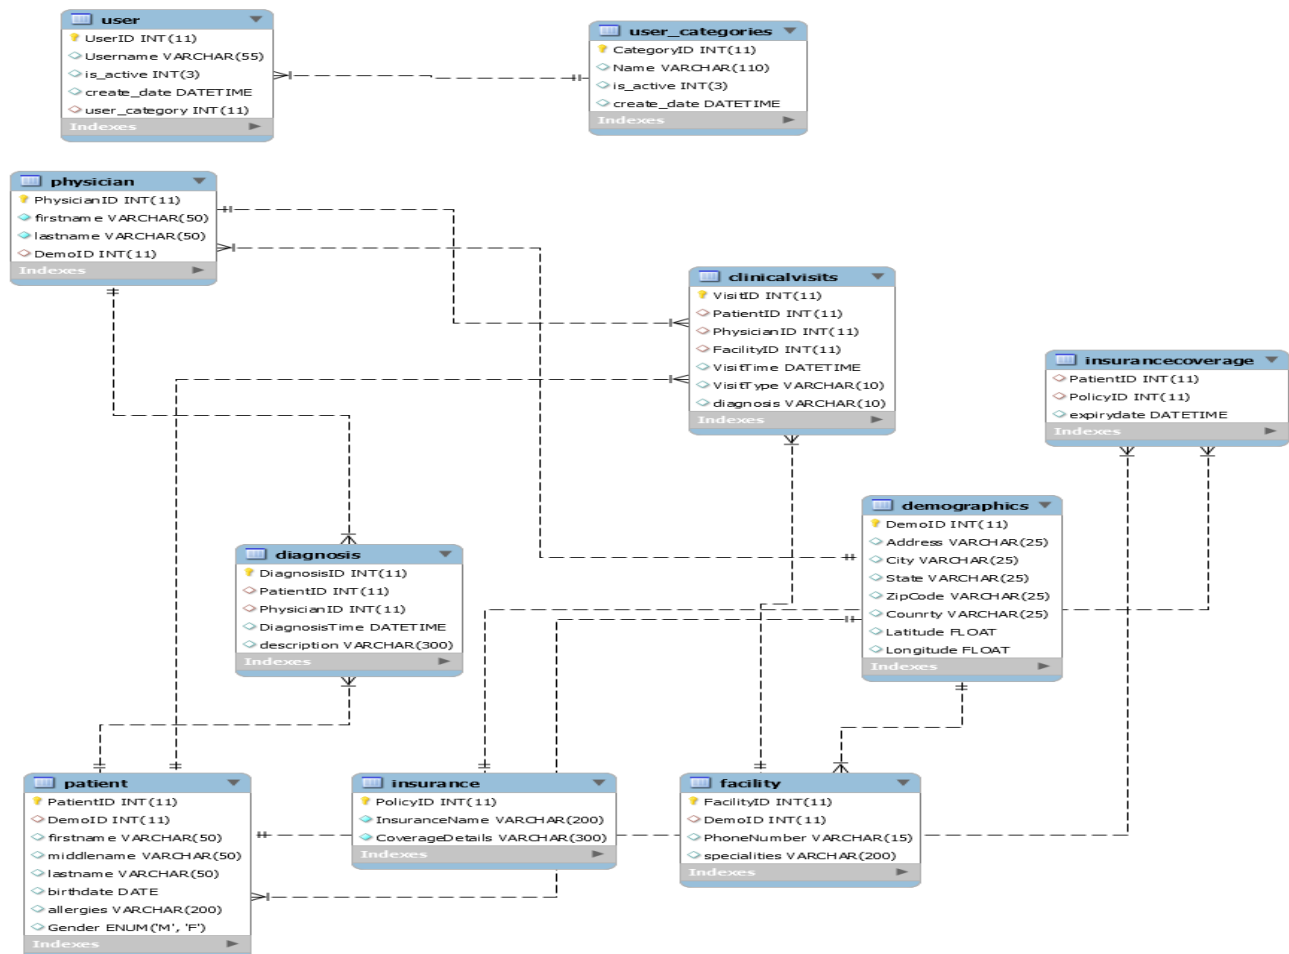 user
UserID INT(11)
Username VARCHAR(55)
is_active INT(3)
create_date DATETIME
user_category INT(11)
Indexes
user_categories
CategoryID INT(11)
Name VARCHAR(110)
is_active INT(3)
create_date DATETIME
Indexes
physician
PhysicianID INT(11)
firstname VARCHAR(50)
lastname VARCHAR(50)
DemoID INT(11)
Indexes
clinicalvisits
VisitID INT(11)
PatientID INT(11)
PhysicianID INT(11)
FacilityID INT(11)
VisitTime DATETIME
VisitType VARCHAR(10)
diagnosis VARCHAR(10)
Indexes
insurancecoverage
PatientID INT(11)
PolicyID INT(11)
expirydate DATETIME
Indexes
demographics
DemoID INT(11)
Address VARCHAR(25)
City VARCHAR(25)
State VARCHAR(25)
ZipCode VARCHAR(25)
Counrty VARCHAR(25)
Latitude FLOAT
Longitude FLOAT
Indexes
diagnosis
DiagnosisID INT(11)
PatientID INT(11)
PhysicianID INT(11)
DiagnosisTime DATETIME
description VARCHAR(300)
Indexes
patient
PatientID INT(11)
DemoID INT(11)
firstname VARCHAR(50)
middlename VARCHAR(50)
lastname VARCHAR(50)
birthdate DATE
allergies VARCHAR(200)
Gender ENUM('M', 'F')
Indexes
insurance
PolicyID INT(11)
InsuranceName VARCHAR(200)
CoverageDetails VARCHAR(300)
Indexes
facility
FacilityID INT(11)
DemoID INT(11)
PhoneNumber VARCHAR(15)
specialities VARCHAR(200)
Indexes